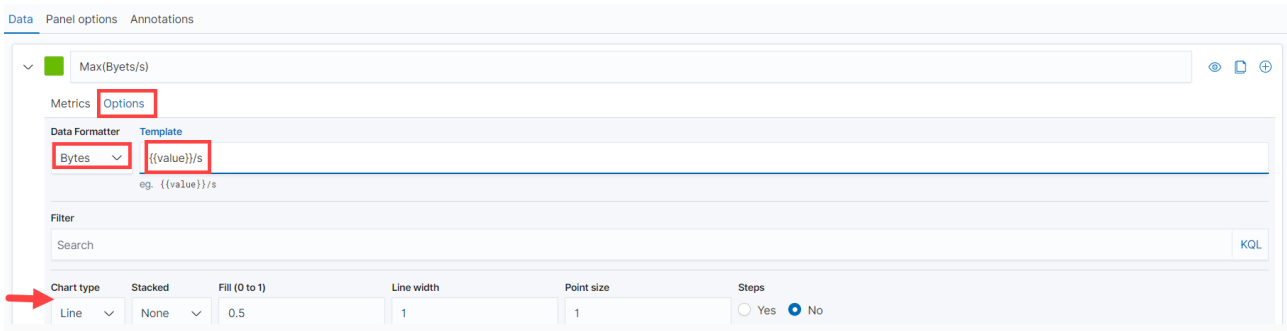 Data Panel options Annotations
Max(Byets/s)
Metrics Options
Data Formatter Template
Bytes {{value}}/s
eg. {{value}}/s
Filter
Search KQL
Chart type Stacked Fill (0 to 1) Line width Point size Steps
Line None 0.5 1 1 Yes No